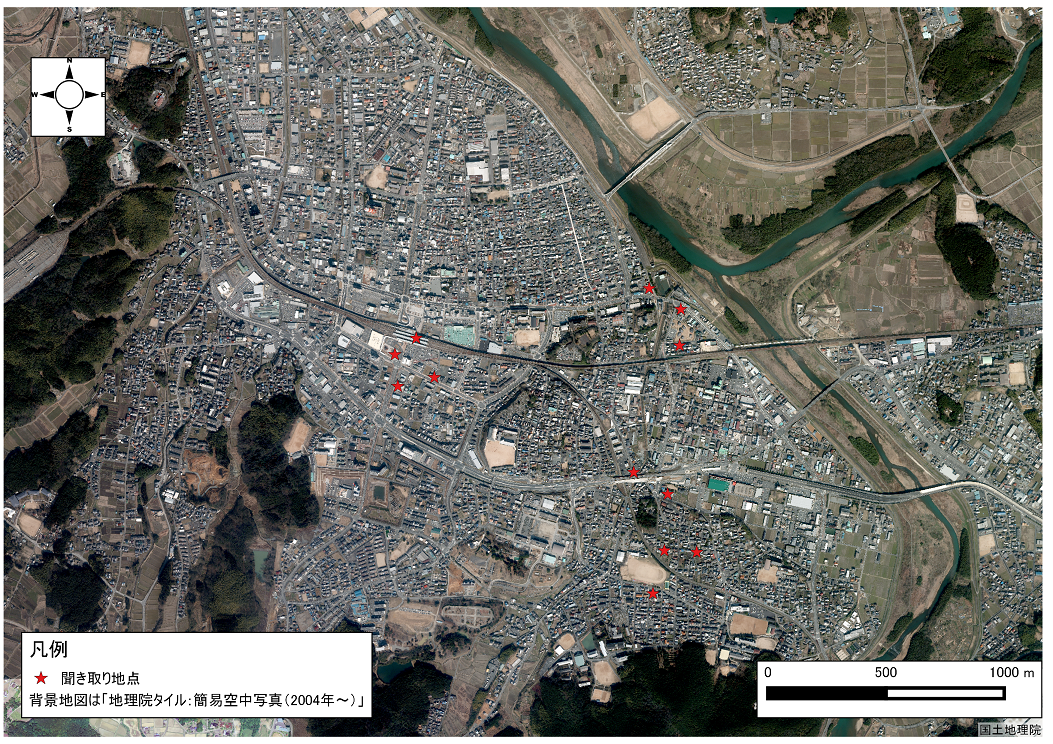 N
W E
S
凡例
聞き取り地点
背景地図は「地理院タイル:簡易空中写真(2004年～)」
0 500 1000 m
国土地理院